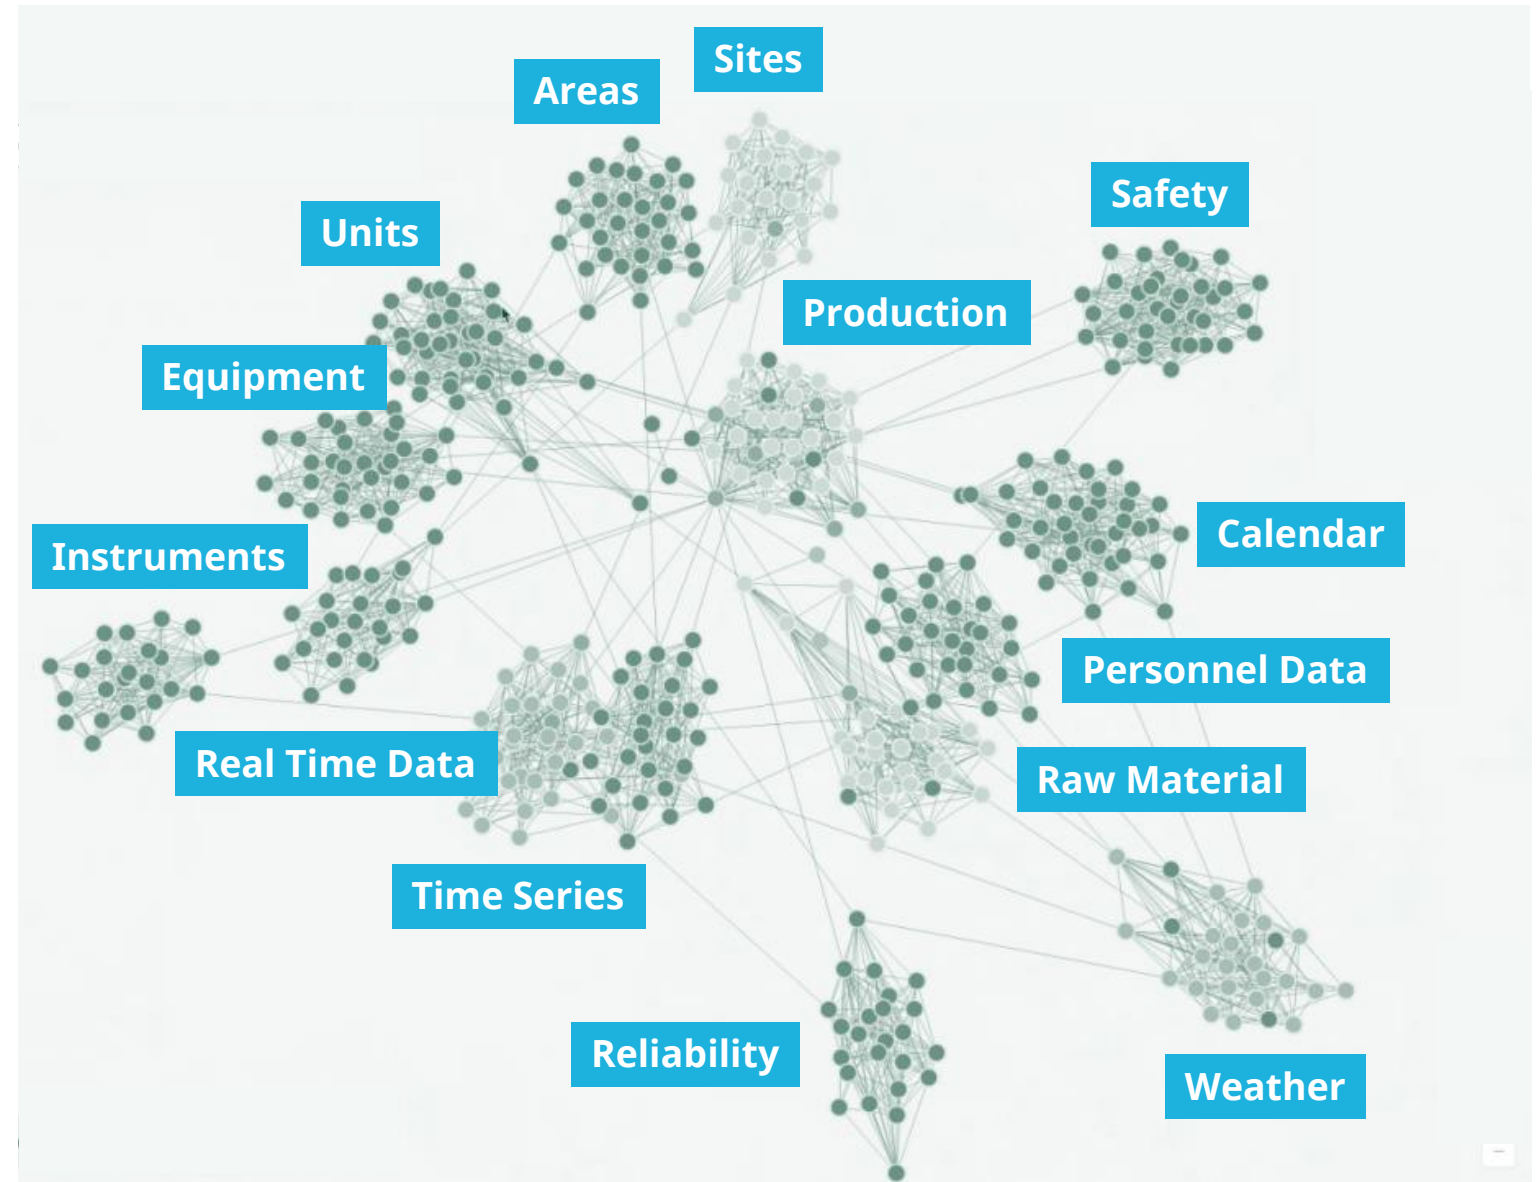 Sites
Areas
Safety
Units
Production
Equipment
Calendar
Instruments
Personnel Data
Real Time Data
Raw Material
Time Series
Reliability
Weather